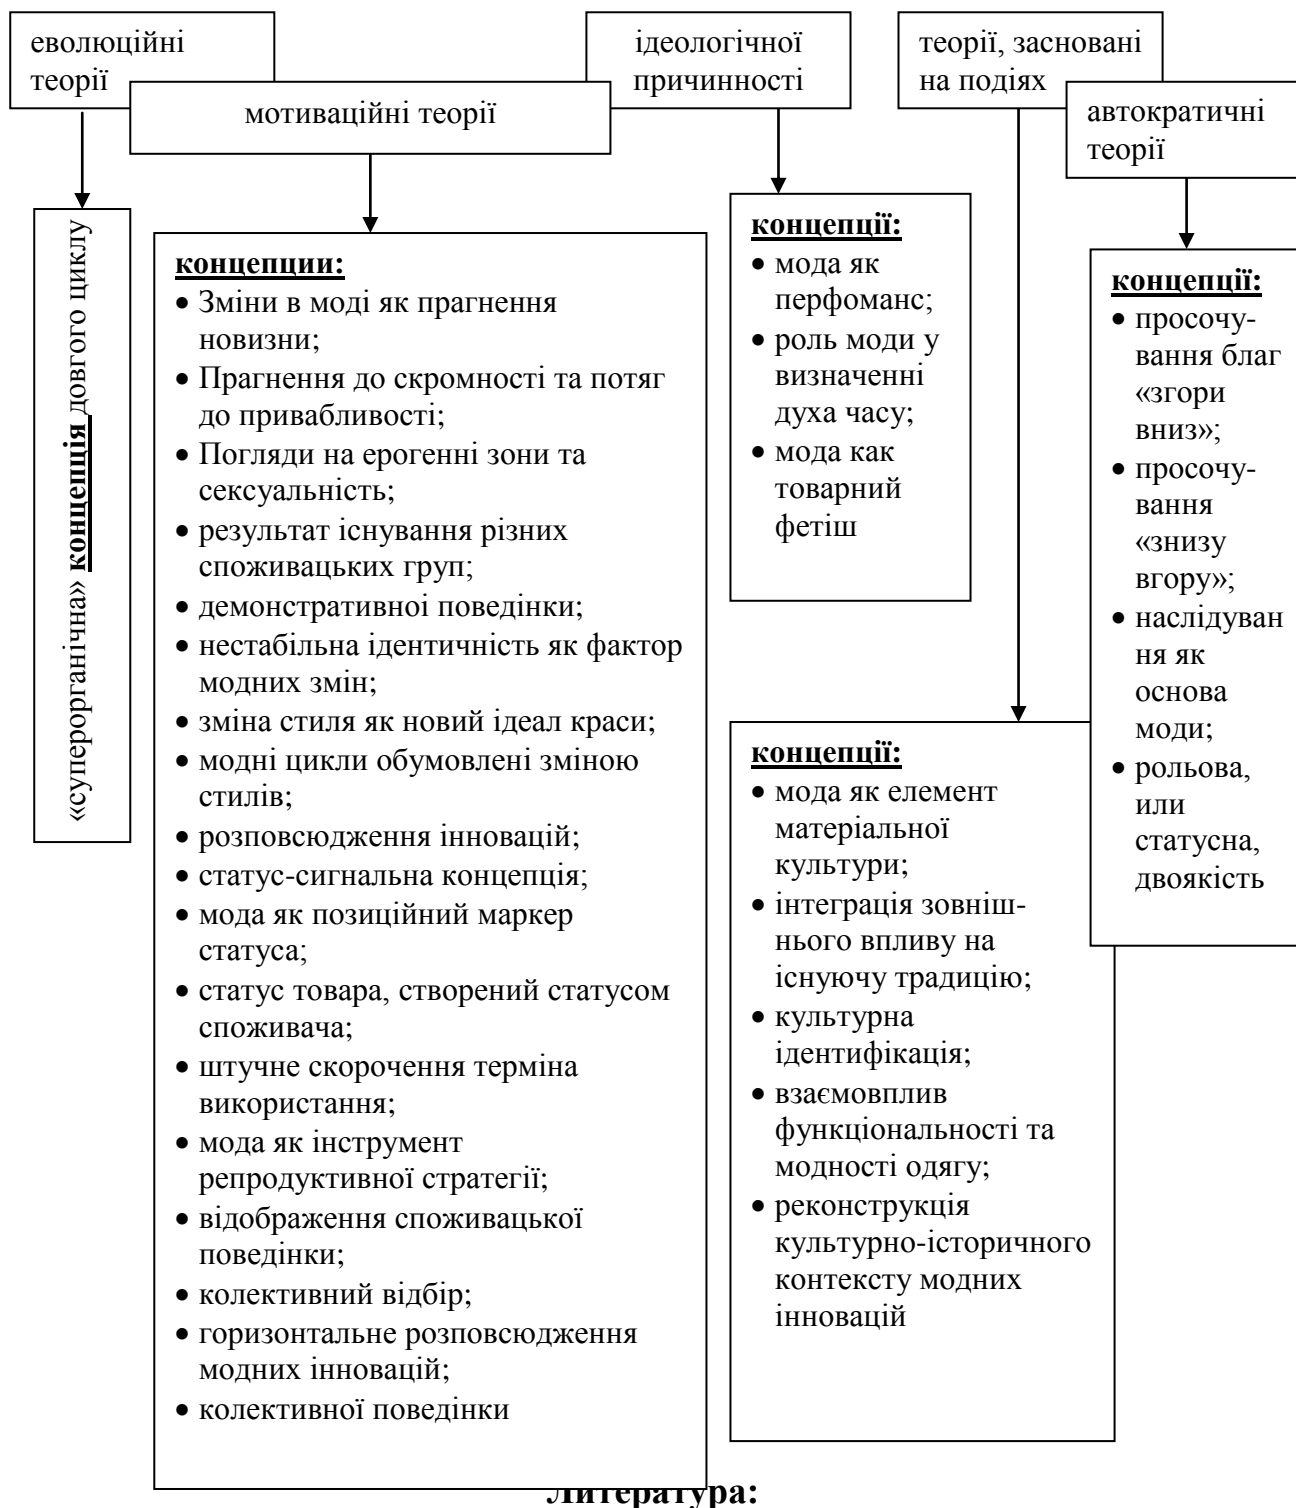 еволюційні
теорії
мотиваційні теорії
ідеологічної
причинності
теорії, засновані
на подіях
автократичні
теорії
«суперорганічна» концепція довгого циклу
концепции:
• Зміни в моді як прагнення
новизни;
• Прагнення до скромності та потяг
до привабливості;
• Погляди на ерогенні зони та
сексуальність;
• результат існування різних
споживацьких груп;
• демонстративної поведінки;
• нестабільна ідентичність як фактор
модних змін;
• зміна стиля як новий ідеал краси;
• модні цикли обумовлені зміною
стилів;
• розповсюдження інновацій;
• статус-сигнальна концепція;
• мода як позиційний маркер
статуса;
• статус товара, створений статусом
споживача;
• штучне скорочення терміна
використання;
• мода як інструмент
репродуктивної стратегії;
• відображення споживацької
поведінки;
• колективний відбір;
• горизонтальне розповсюдження
модних інновацій;
• колективної поведінки
концепції:
• мода як
перфоманс;
• роль моди у
визначенні
духа часу;
• мода как
товарний
фетіш
концепції:
• мода як елемент
матеріальної
культури;
• інтеграція зовніш-
нього впливу на
існуючу традицію;
• культурна
ідентифікація;
• взаємовплив
функціональності та
модності одягу;
• реконструкція
культурно-історичного
контексту модних
інновацій
концепції:
• просочу-
вання благ
«згори
вниз»;
• просочу-
вання
«знизу
вгору»;
• наслідуван
ня як
основа
моди;
• рольова,
или
статусна,
двоякість
Литература: